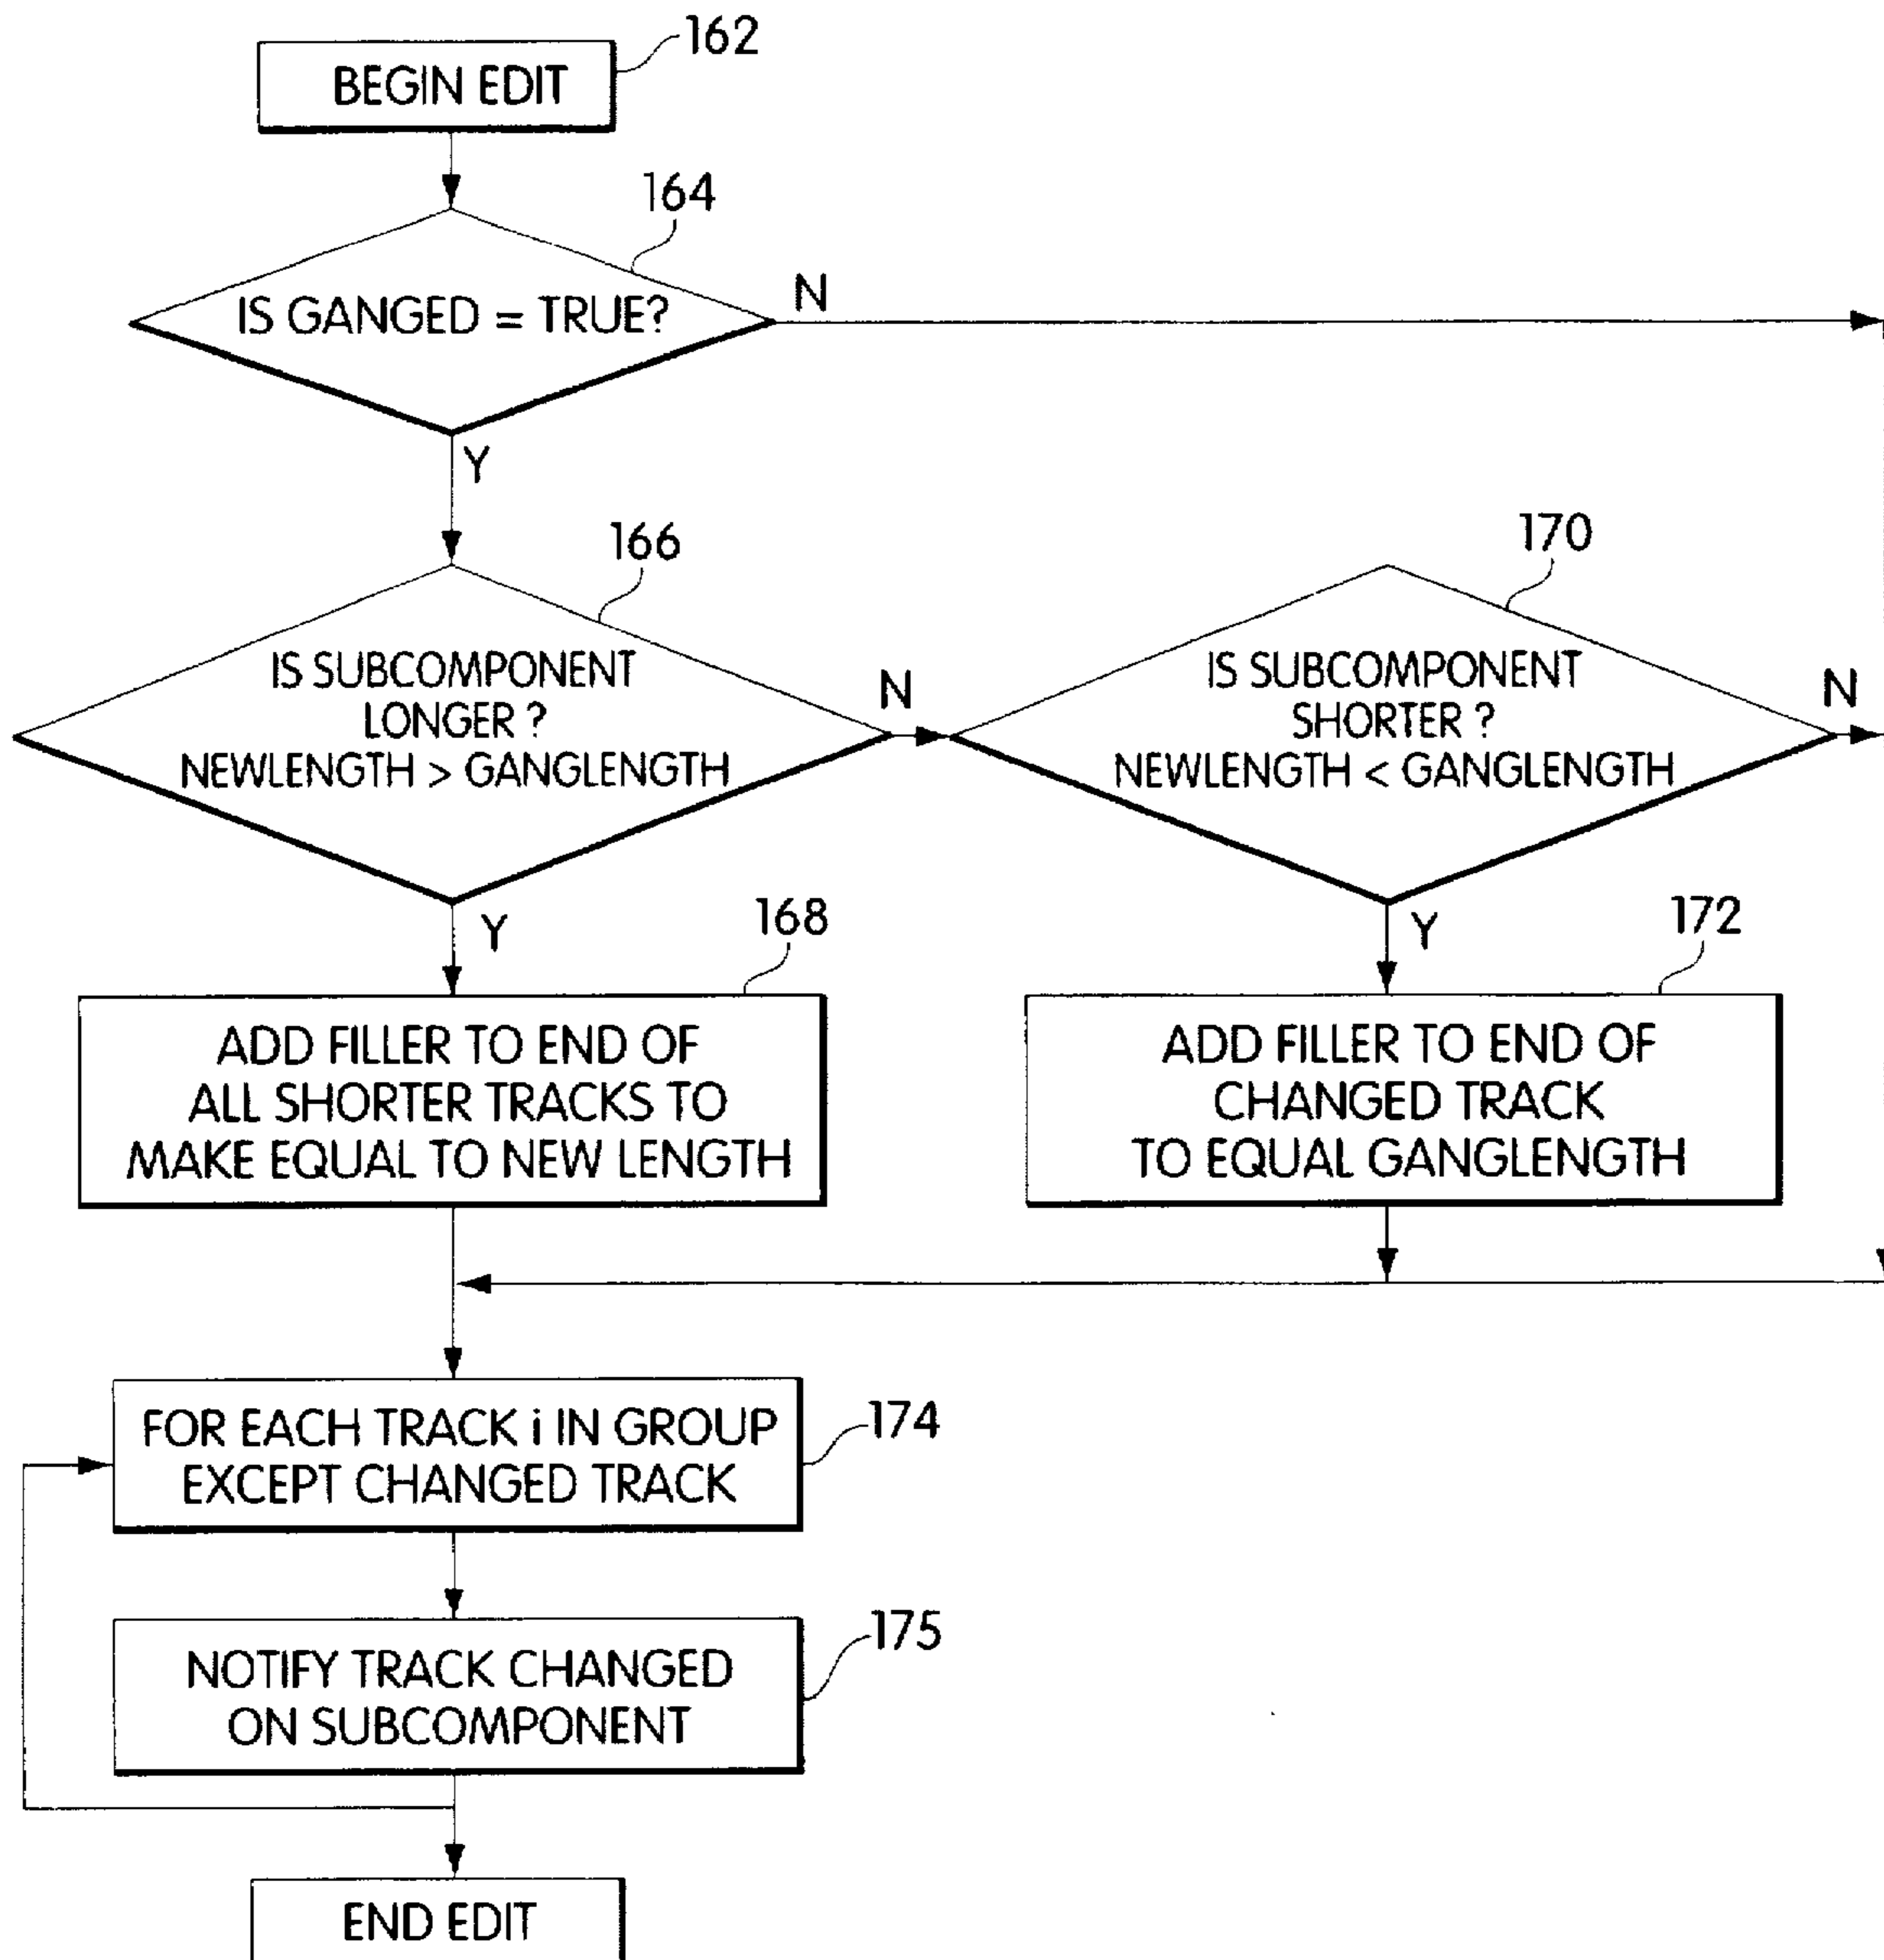 162
BEGIN EDIT
164
IS GANGED = TRUE?
N
Y
166
IS SUBCOMPONENT
LONGER ?
NEWLENGTH > GANGLENGTH
N
170
IS SUBCOMPONENT
SHORTER ?
NEWLENGTH < GANGLENGTH
N
Y
168
ADD FILLER TO END OF
ALL SHORTER TRACKS TO
MAKE EQUAL TO NEW LENGTH
Y
172
ADD FILLER TO END OF
CHANGED TRACK
TO EQUAL GANGLENGTH
FOR EACH TRACK i IN GROUP
EXCEPT CHANGED TRACK
174
NOTIFY TRACK CHANGED
ON SUBCOMPONENT
175
END EDIT